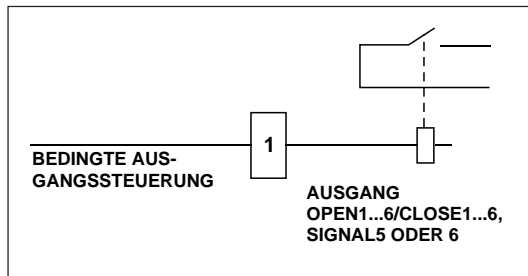 1
BEDINGTE AUS-
GANGSSTEUERUNG
AUSGANG
OPEN1...6/CLOSE1...6,
SIGNAL5 ODER 6